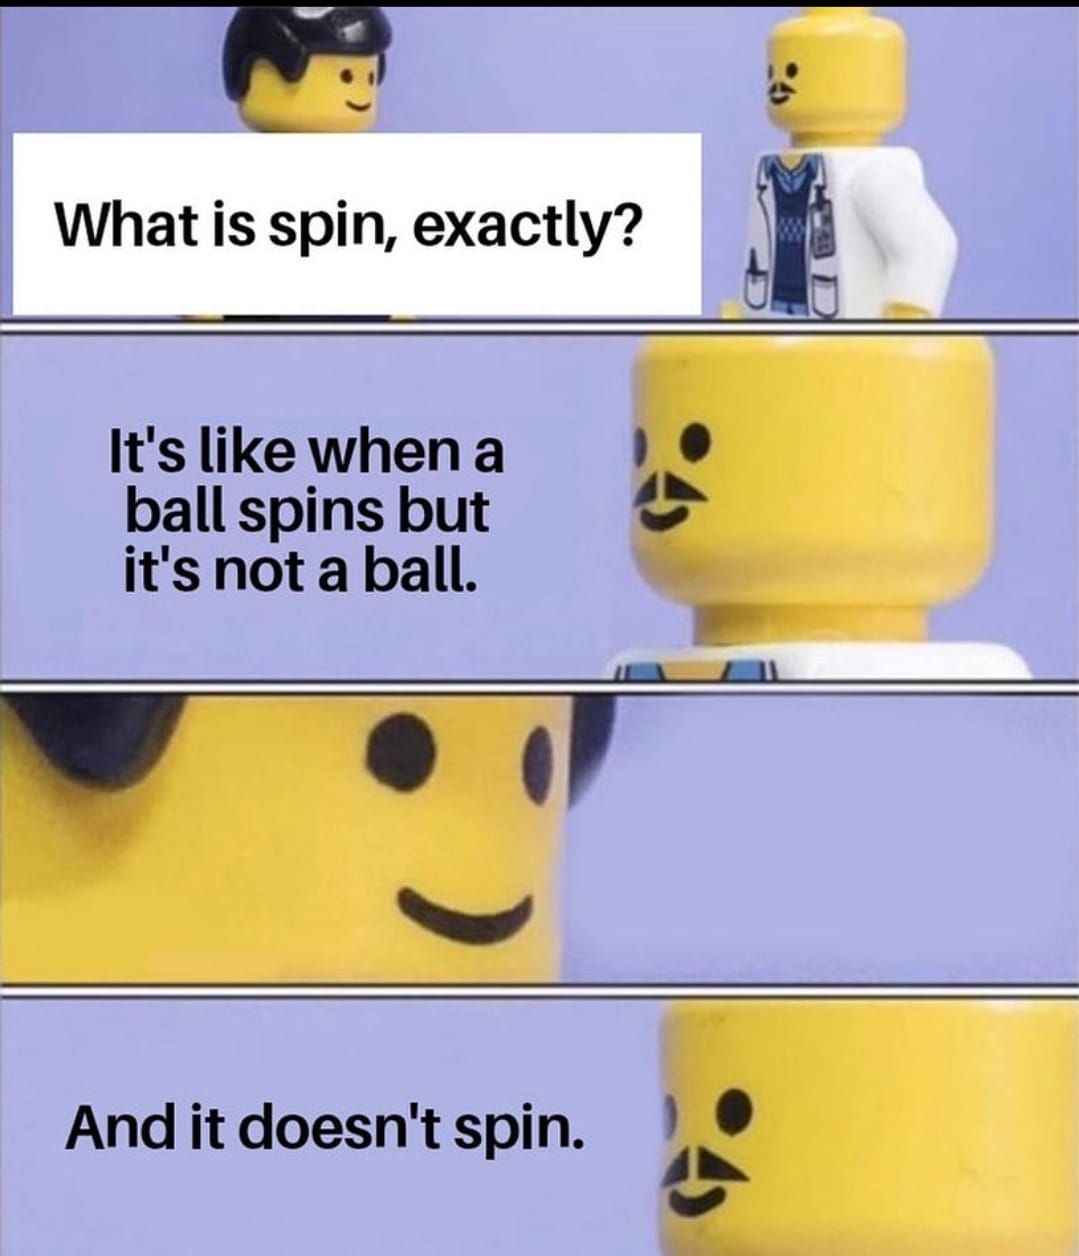 What is spin, exactly?
It's like when a
ball spins but
it's not a ball.
And it doesn't spin.